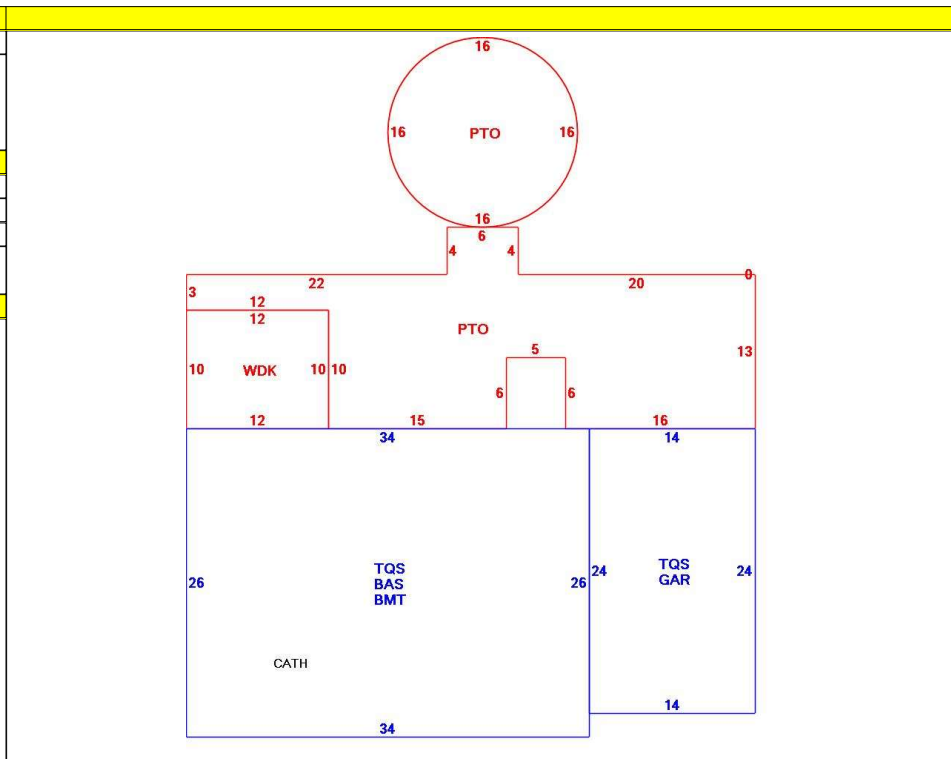 16
16 PTO 16
16
6
4 4
22 20 0
3
12
12
PTO
13
5
10 WDK 10 10
6 6
12 15 16
34 14
26 TQS
BAS
BMT 26 24 TQS
GAR 24
CATH
14
34